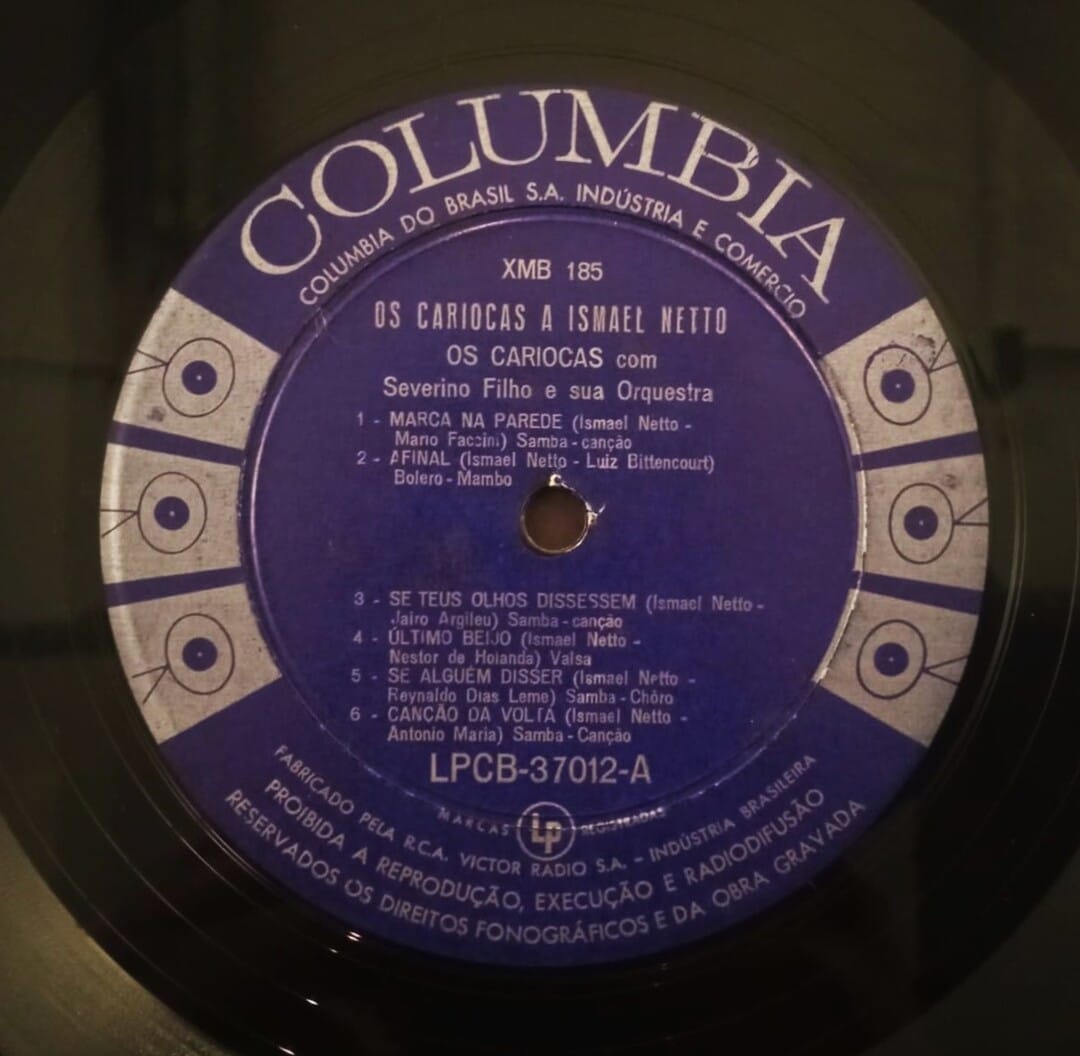 COLUMBIA
COLUMBIA DO BRASIL S.A. INDÚSTRIA E COMERCIO
XMB 185
OS CARIOCAS A ISMAEL NETTO
OS CARIOCAS com
Severino Filho e sua Orquestra
1 - MARCA NA PAREDE (Ismael Netto -
Mario Faccini) Samba - canção
2 - AFINAL (Ismael Netto - Luiz Bittencourt)
Bolero - Mambo
3 - SE TEUS OLHOS DISSESSEM (Ismael Netto -
Jairo Argileu) Samba - canção
4 - ÚLTIMO BEIJO (Ismael Netto -
Nestor de Holanda) Valsa
5 - SE ALGUÉM DISSER (Ismael Netto -
Reynaldo Dias Leme) Samba - Chôro
6 - CANÇÃO DA VOLTA (Ismael Netto -
Antonio Maria) Samba - Canção
LPCB-37012-A
MARCAS Lp REGISTRADAS
FABRICADO PELA R.C.A. VICTOR RADIO S.A. - INDÚSTRIA BRASILEIRA
PROIBIDA A REPRODUÇÃO, EXECUÇÃO E RADIODIFUSÃO
RESERVADOS OS DIREITOS FONOGRÁFICOS E DA OBRA GRAVADA